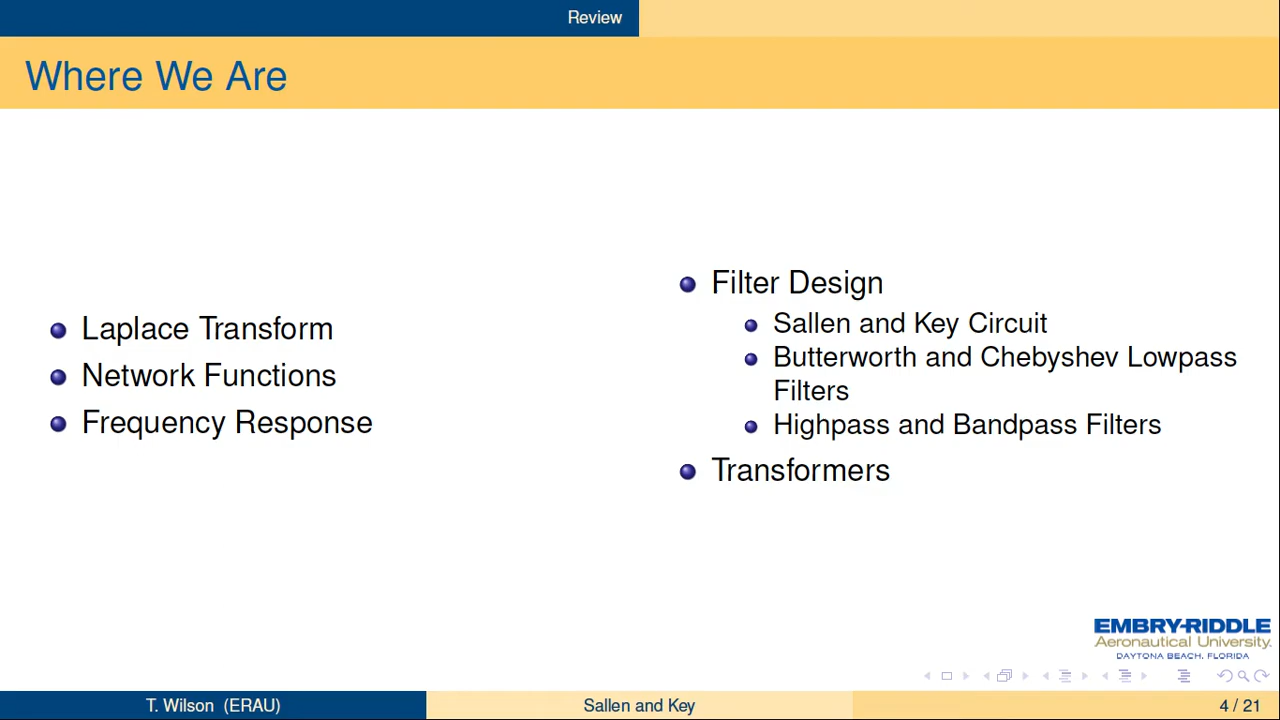 Review
Where We Are
Laplace Transform
Network Functions
Frequency Response
Filter Design
Sallen and Key Circuit
Butterworth and Chebyshev Lowpass
Filters
Highpass and Bandpass Filters
Transformers
EMBRY-RIDDLE
Aeronautical University.
DAYTONA BEACH, FLORIDA
T. Wilson (ERAU)
Sallen and Key
4 / 21